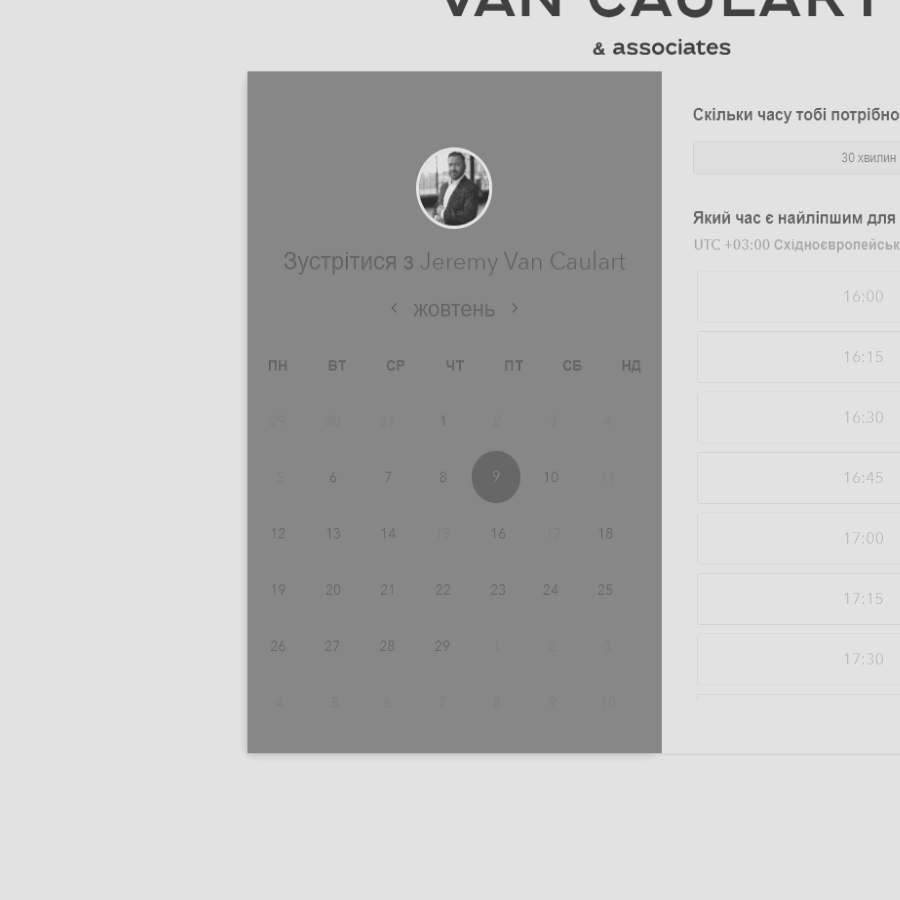 VAN CAULART
& associates
Зустрітися з Jeremy Van Caulart
‹ жовтень ›
ПН ВТ СР ЧТ ПТ СБ НД
29 30 31 1 2 3 4
5 6 7 8 9 10 11
12 13 14 15 16 17 18
19 20 21 22 23 24 25
26 27 28 29 1 2 3
4 5 6 7 8 9 10
Скільки часу тобі потрібно
30 хвилин
Який час є найліпшим для
UTC +03:00 Східноєвропейськ
16:00
16:15
16:30
16:45
17:00
17:15
17:30